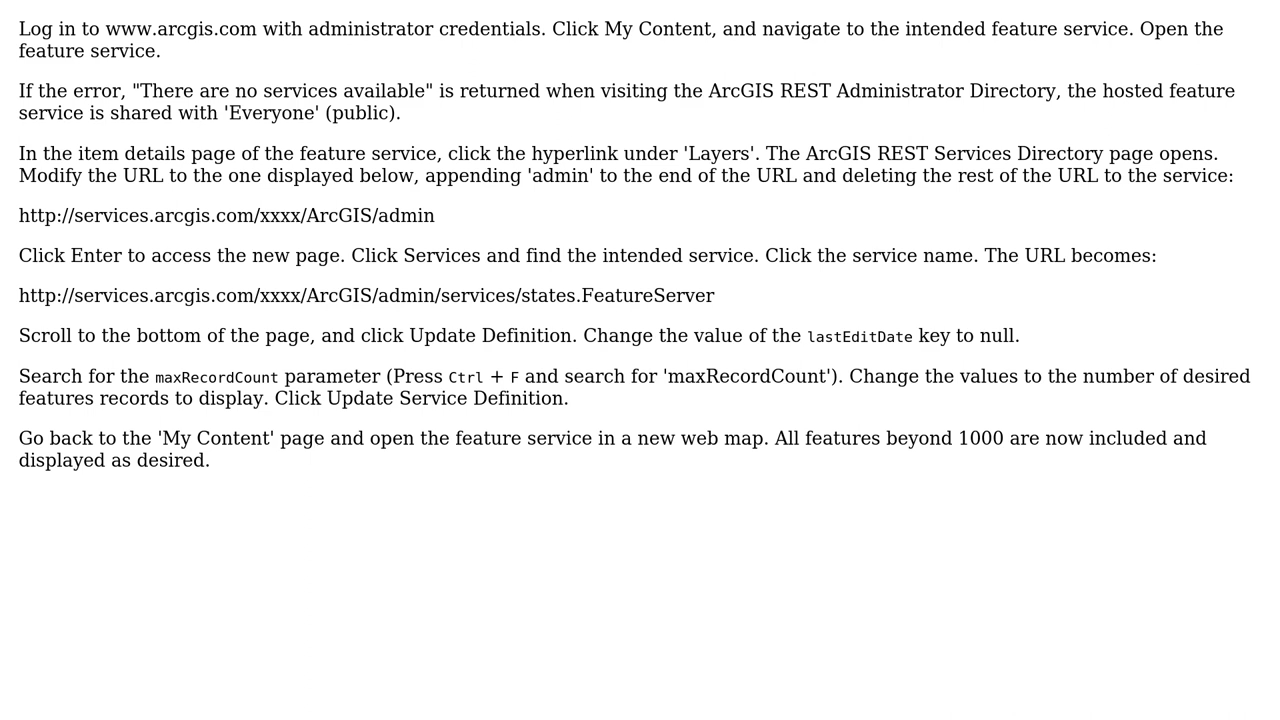 Log in to www.arcgis.com with administrator credentials. Click My Content, and navigate to the intended feature service. Open the
feature service.
If the error, "There are no services available" is returned when visiting the ArcGIS REST Administrator Directory, the hosted feature
service is shared with 'Everyone' (public).
In the item details page of the feature service, click the hyperlink under 'Layers'. The ArcGIS REST Services Directory page opens.
Modify the URL to the one displayed below, appending 'admin' to the end of the URL and deleting the rest of the URL to the service:
http://services.arcgis.com/xxxx/ArcGIS/admin
Click Enter to access the new page. Click Services and find the intended service. Click the service name. The URL becomes:
http://services.arcgis.com/xxxx/ArcGIS/admin/services/states.FeatureServer
Scroll to the bottom of the page, and click Update Definition. Change the value of the lastEditDate key to null.
Search for the maxRecordCount parameter (Press Ctrl + F and search for 'maxRecordCount'). Change the values to the number of desired
features records to display. Click Update Service Definition.
Go back to the 'My Content' page and open the feature service in a new web map. All features beyond 1000 are now included and
displayed as desired.